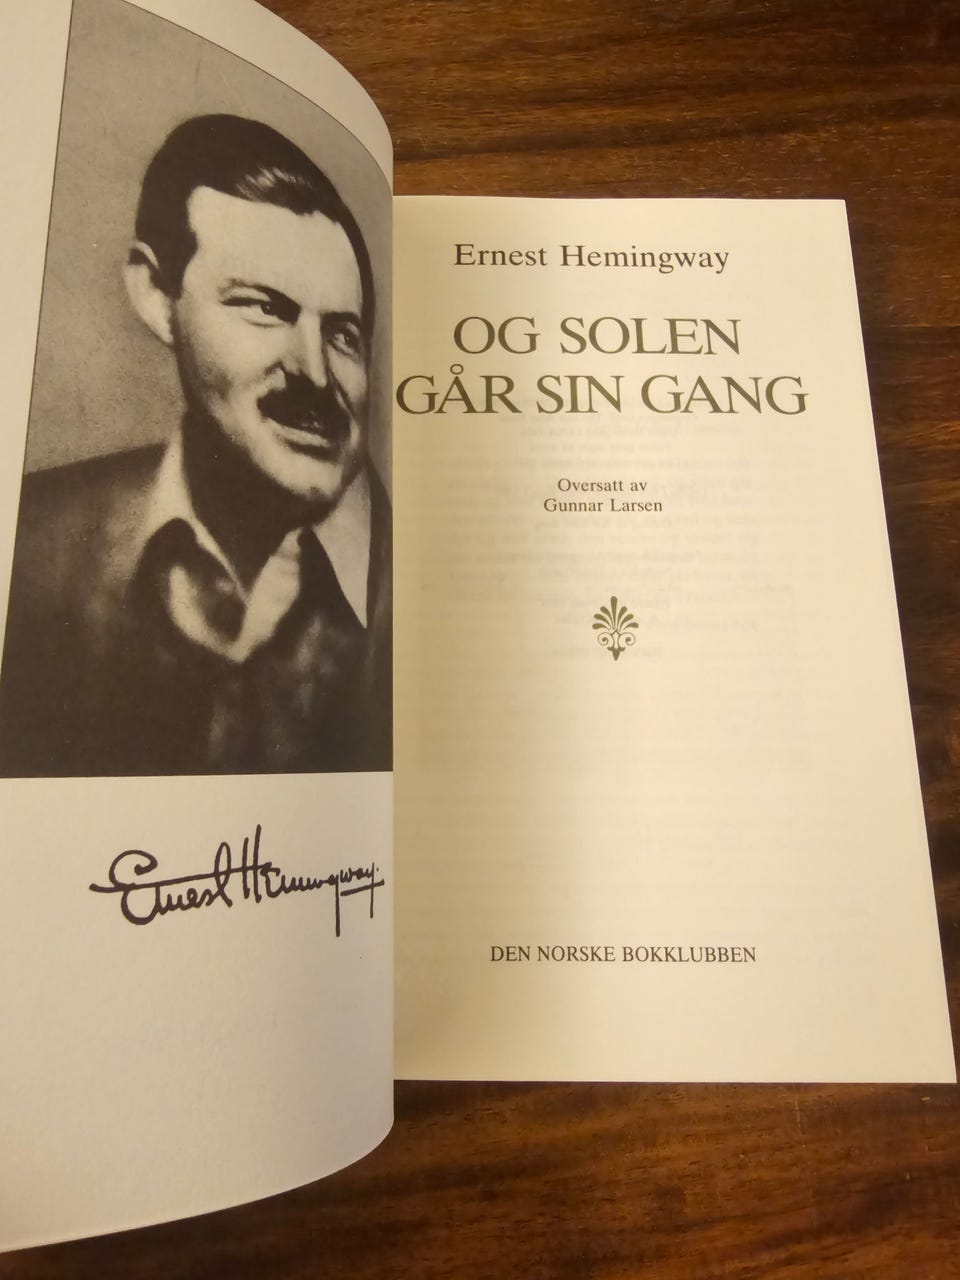 Ernest Hemingway.
Ernest Hemingway
OG SOLEN
GÅR SIN GANG
Oversatt av
Gunnar Larsen
DEN NORSKE BOKKLUBBEN